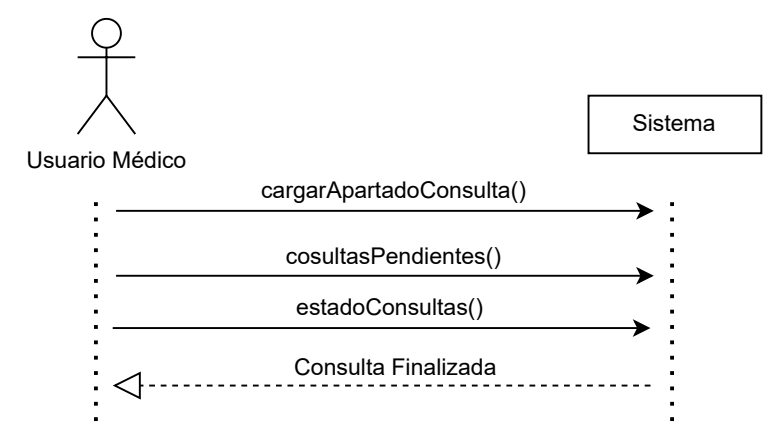 Usuario Médico
Sistema
cargarApartadoConsulta()
cosultasPendientes()
estadoConsultas()
Consulta Finalizada